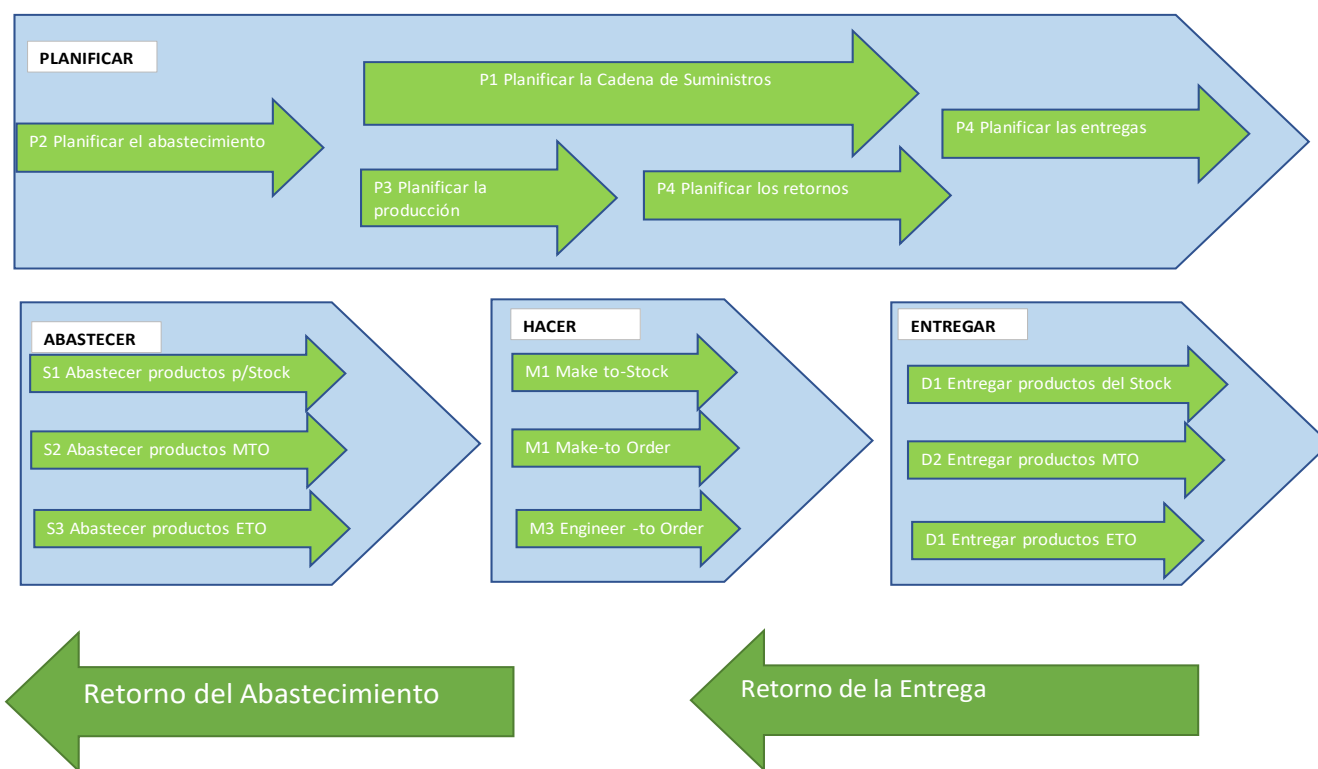 PLANIFICAR
P1 Planificar la Cadena de Suministros
P2 Planificar el abastecimiento
P4 Planificar las entregas
P3 Planificar la
producción
P4 Planificar los retornos
ABASTECER
S1 Abastecer productos p/Stock
S2 Abastecer productos MTO
S3 Abastecer productos ETO
HACER
M1 Make to-Stock
M1 Make-to Order
M3 Engineer -to Order
ENTREGAR
D1 Entregar productos del Stock
D2 Entregar productos MTO
D1 Entregar productos ETO
Retorno del Abastecimiento
Retorno de la Entrega